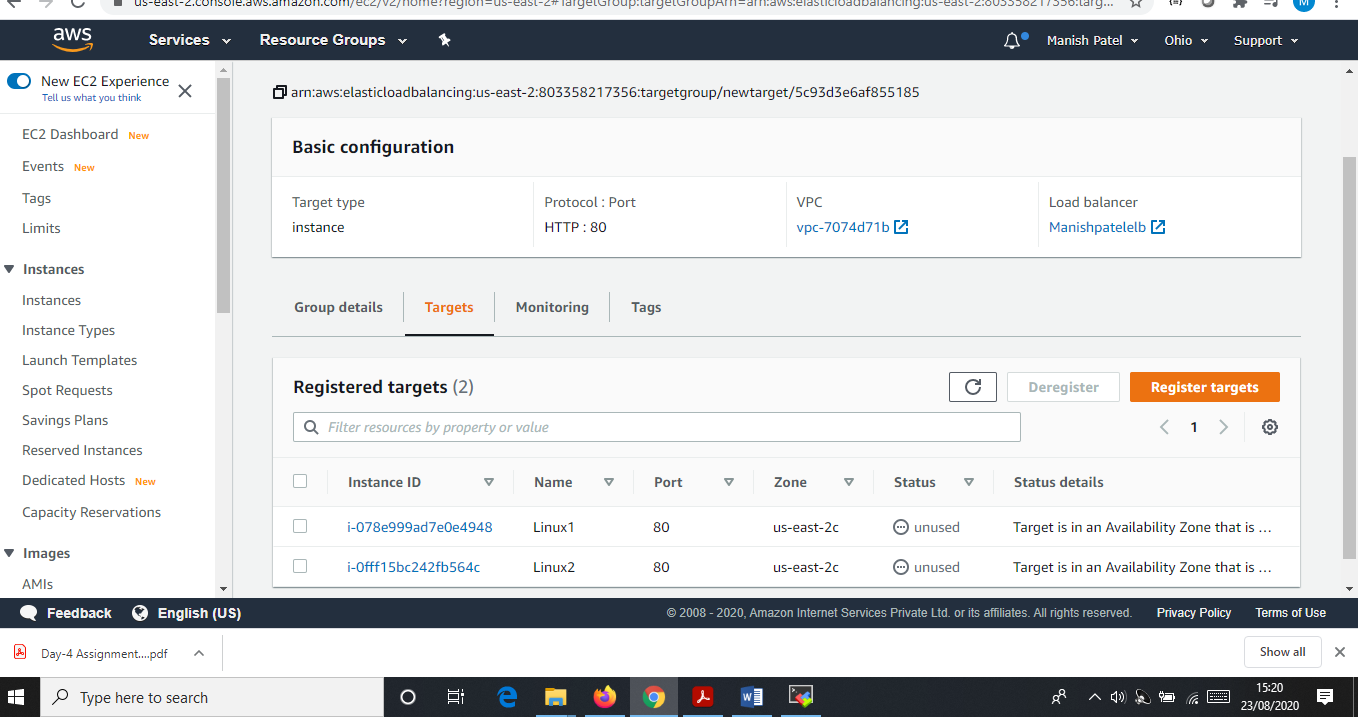 us-east-2.console.aws.amazon.com/ec2/v2/home?region=us-east-2#TargetGroup:targetGroupArn=arn:aws:elasticloadbalancing:us-east-2:803358217356:targ...
M
aws Services Resource Groups Manish Patel Ohio Support
New EC2 Experience
Tell us what you think
EC2 Dashboard New
Events New
Tags
Limits
Instances
Instances
Instance Types
Launch Templates
Spot Requests
Savings Plans
Reserved Instances
Dedicated Hosts New
Capacity Reservations
Images
AMIs
arn:aws:elasticloadbalancing:us-east-2:803358217356:targetgroup/newtarget/5c93d3e6af855185
Basic configuration
Target type Protocol : Port VPC Load balancer
instance HTTP : 80 vpc-7074d71b Manishpatelelb
Group details Targets Monitoring Tags
Registered targets (2) Deregister Register targets
Filter resources by property or value 1
Instance ID Name Port Zone Status Status details
i-078e999ad7e0e4948 Linux1 80 us-east-2c unused Target is in an Availability Zone that is ...
i-0fff15bc242fb564c Linux2 80 us-east-2c unused Target is in an Availability Zone that is ...
Feedback English (US) © 2008 - 2020, Amazon Internet Services Private Ltd. or its affiliates. All rights reserved. Privacy Policy Terms of Use
Day-4 Assignment....pdf Show all
Type here to search 15:20
23/08/2020